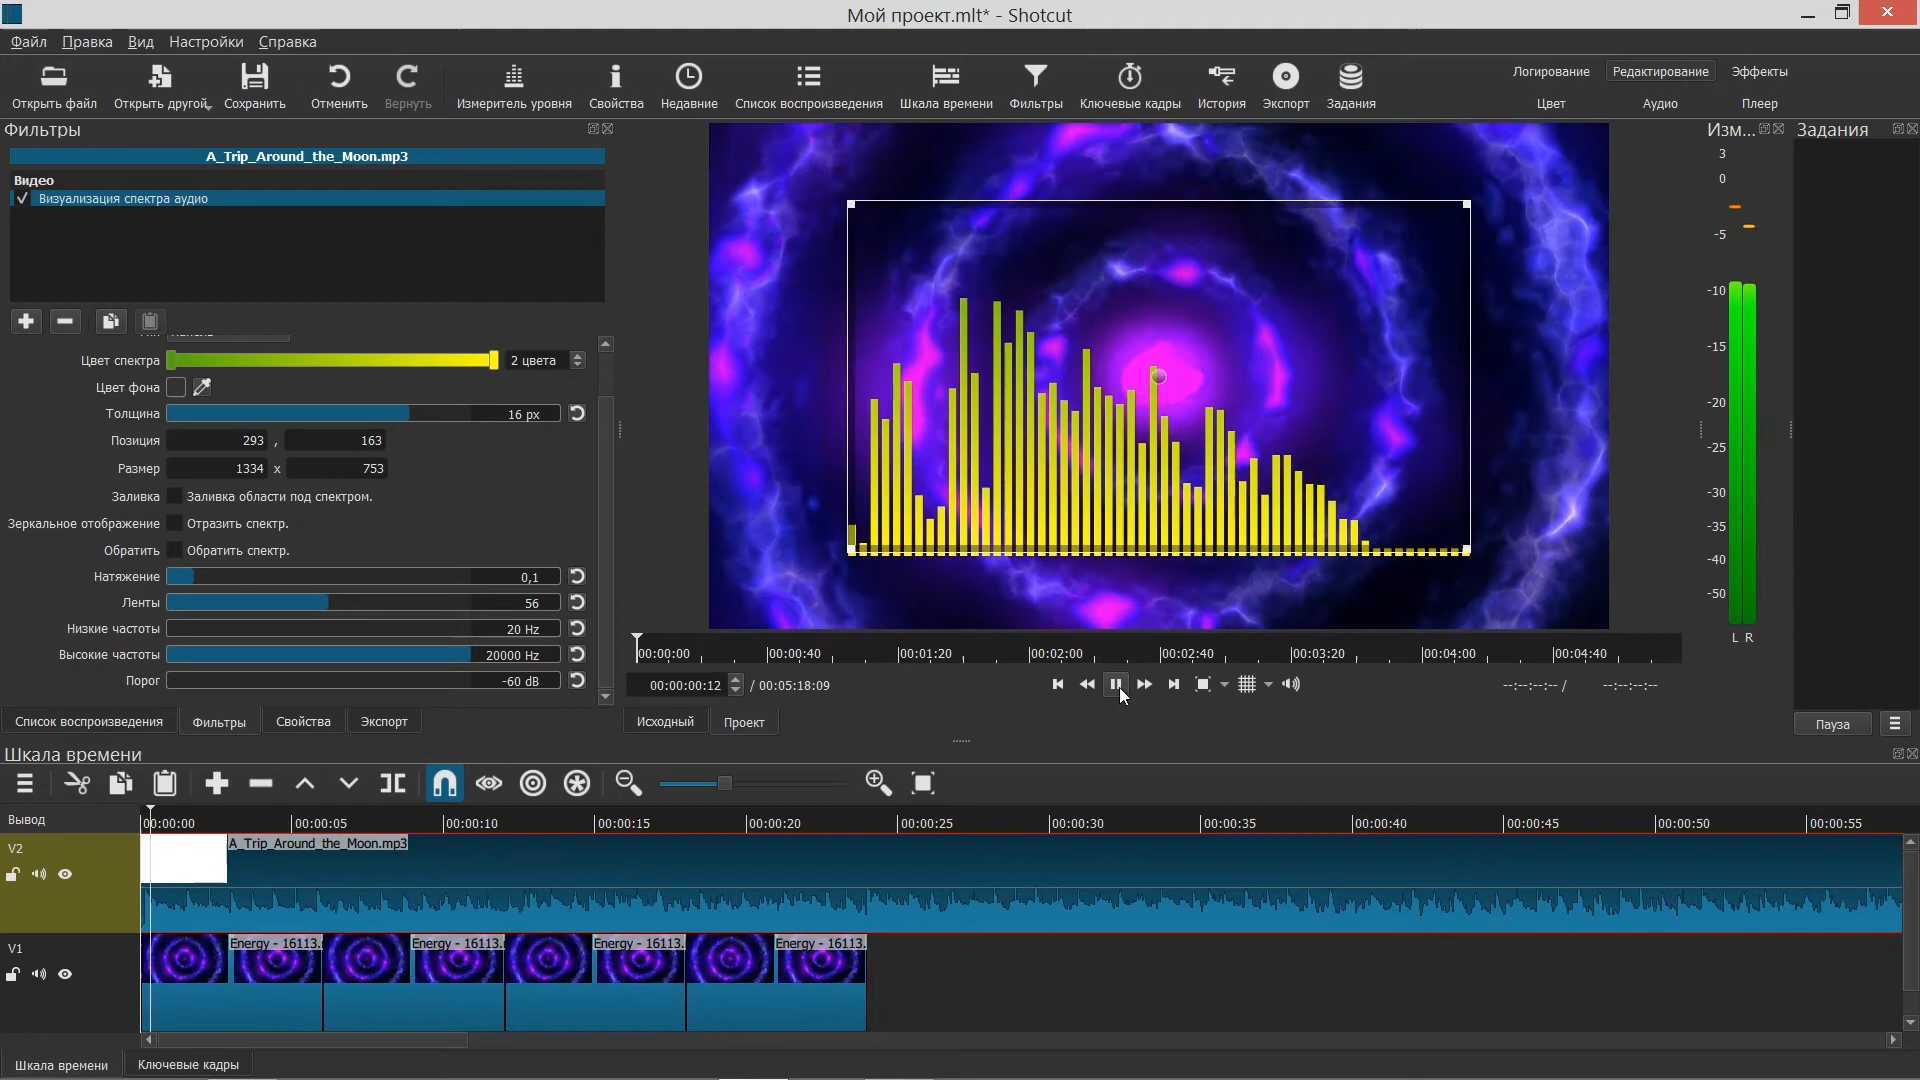 Мой проект.mlt* - Shotcut
Файл Правка Вид Настройки Справка
Открыть файл Открыть другой Сохранить Отменить Вернуть Измеритель уровня Свойства Недавние Список воспроизведения Шкала времени Фильтры Ключевые кадры История Экспорт Задания
Логирование Редактирование Эффекты
Цвет Аудио Плеер
Фильтры
A_Trip_Around_the_Moon.mp3
Видео
Визуализация спектра аудио
Цвет спектра 2 цвета
Цвет фона
Толщина 16 px
Позиция 293 , 163
Размер 1334 x 753
Заливка Заливка области под спектром.
Зеркальное отображение Отразить спектр.
Обратить Обратить спектр.
Натяжение 0,1
Ленты 56
Низкие частоты 20 Hz
Высокие частоты 20000 Hz
Порог -60 dB
Список воспроизведения Фильтры Свойства Экспорт
00:00:00 00:00:40 00:01:20 00:02:00 00:02:40 00:03:20 00:04:00 00:04:40
00:00:00:12 / 00:05:18:09 --:--:--:-- / --:--:--:--
Исходный Проект
Изм...
3
0
-5
-10
-15
-20
-25
-30
-35
-40
-50
L R
Задания
Пауза
Шкала времени
Вывод
00:00:00 00:00:05 00:00:10 00:00:15 00:00:20 00:00:25 00:00:30 00:00:35 00:00:40 00:00:45 00:00:50 00:00:55
V2
A_Trip_Around_the_Moon.mp3
V1
Energy - 16113. Energy - 16113. Energy - 16113. Energy - 16113.
Шкала времени Ключевые кадры